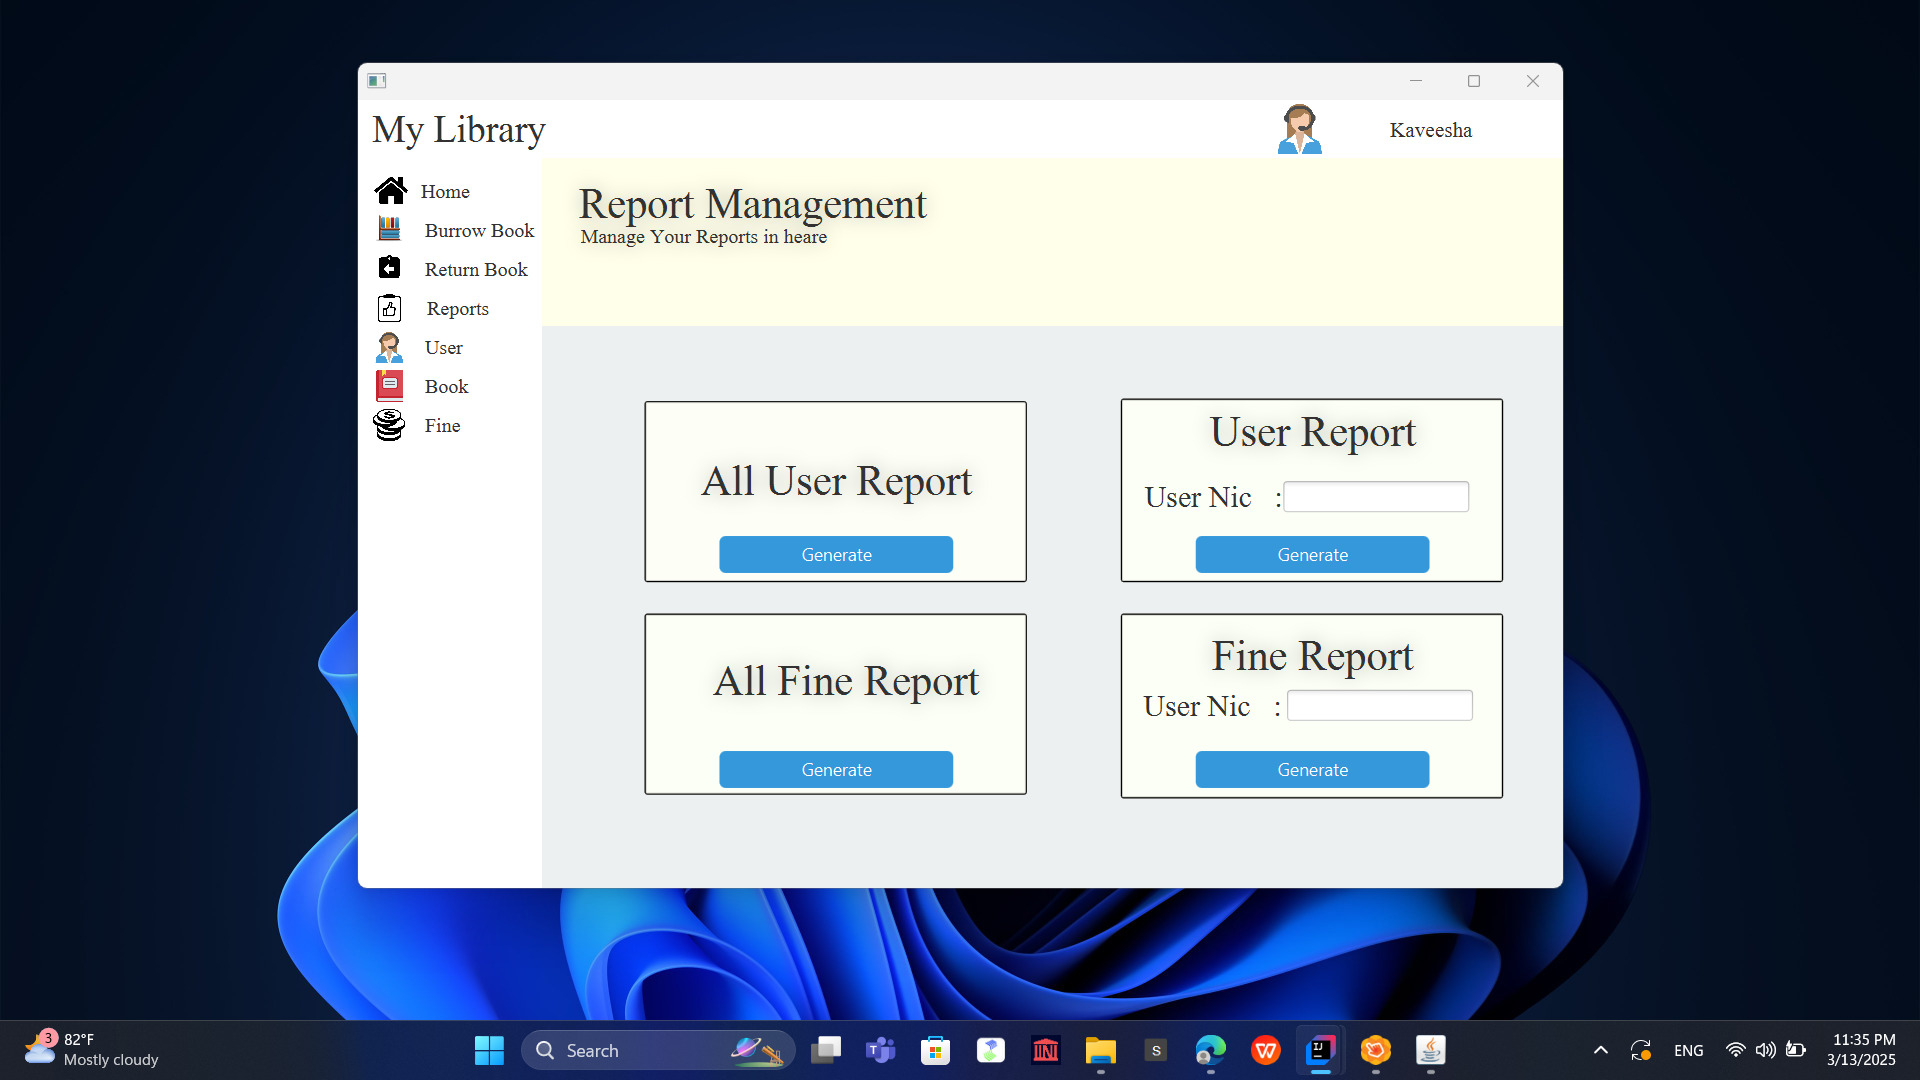 My Library
Kaveesha
Home
Burrow Book
Return Book
Reports
User
Book
Fine
Report Management
Manage Your Reports in heare
All User Report
Generate
User Report
User Nic :
Generate
All Fine Report
Generate
Fine Report
User Nic :
Generate
3
82°F
Mostly cloudy
Search
T
INI
S
W
IJ
ENG
11:35 PM
3/13/2025